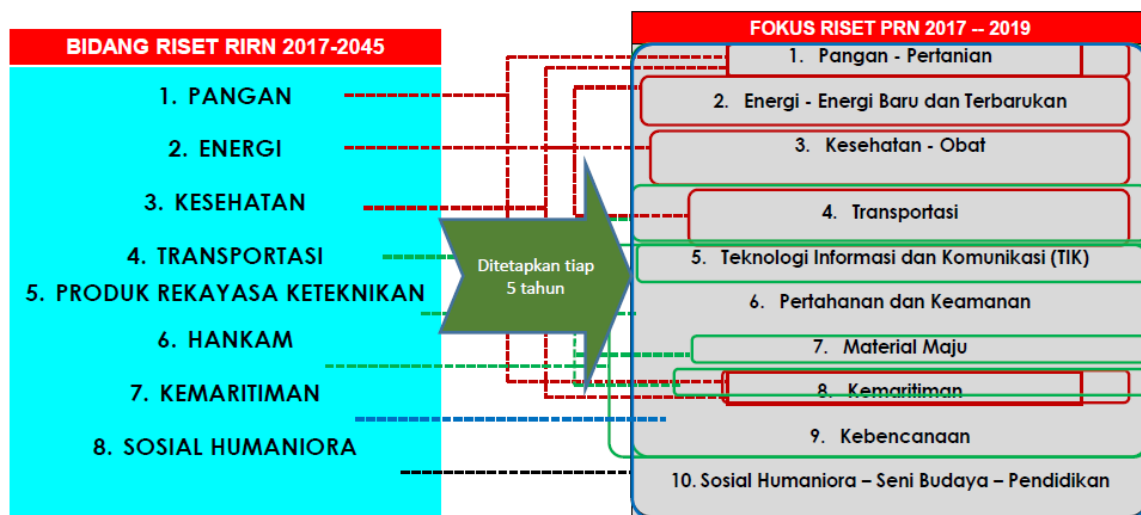 BIDANG RISET RIRN 2017-2045
1. PANGAN
2. ENERGI
3. KESEHATAN
4. TRANSPORTASI
5. PRODUK REKAYASA KETEKNIKAN
6. HANKAM
7. KEMARITIMAN
8. SOSIAL HUMANIORA
Ditetapkan tiap
5 tahun
FOKUS RISET PRN 2017 -- 2019
1. Pangan - Pertanian
2. Energi - Energi Baru dan Terbarukan
3. Kesehatan - Obat
4. Transportasi
5. Teknologi Informasi dan Komunikasi (TIK)
6. Pertahanan dan Keamanan
7. Material Maju
8. Kemaritiman
9. Kebencanaan
10. Sosial Humaniora – Seni Budaya – Pendidikan